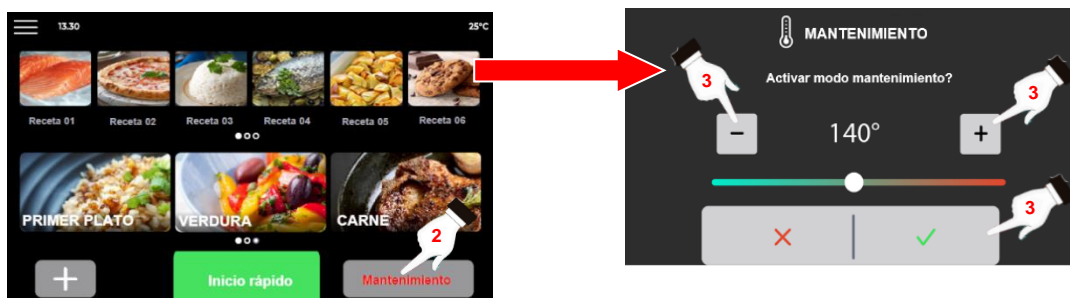 13.30
25°C
Receta 01 Receta 02 Receta 03 Receta 04 Receta 05 Receta 06
PRIMER PLATO VERDURA CARNE
2
+ Inicio rápido Mantenimiento
MANTENIMIENTO
Activar modo mantenimiento?
3
3
− 140° +
3